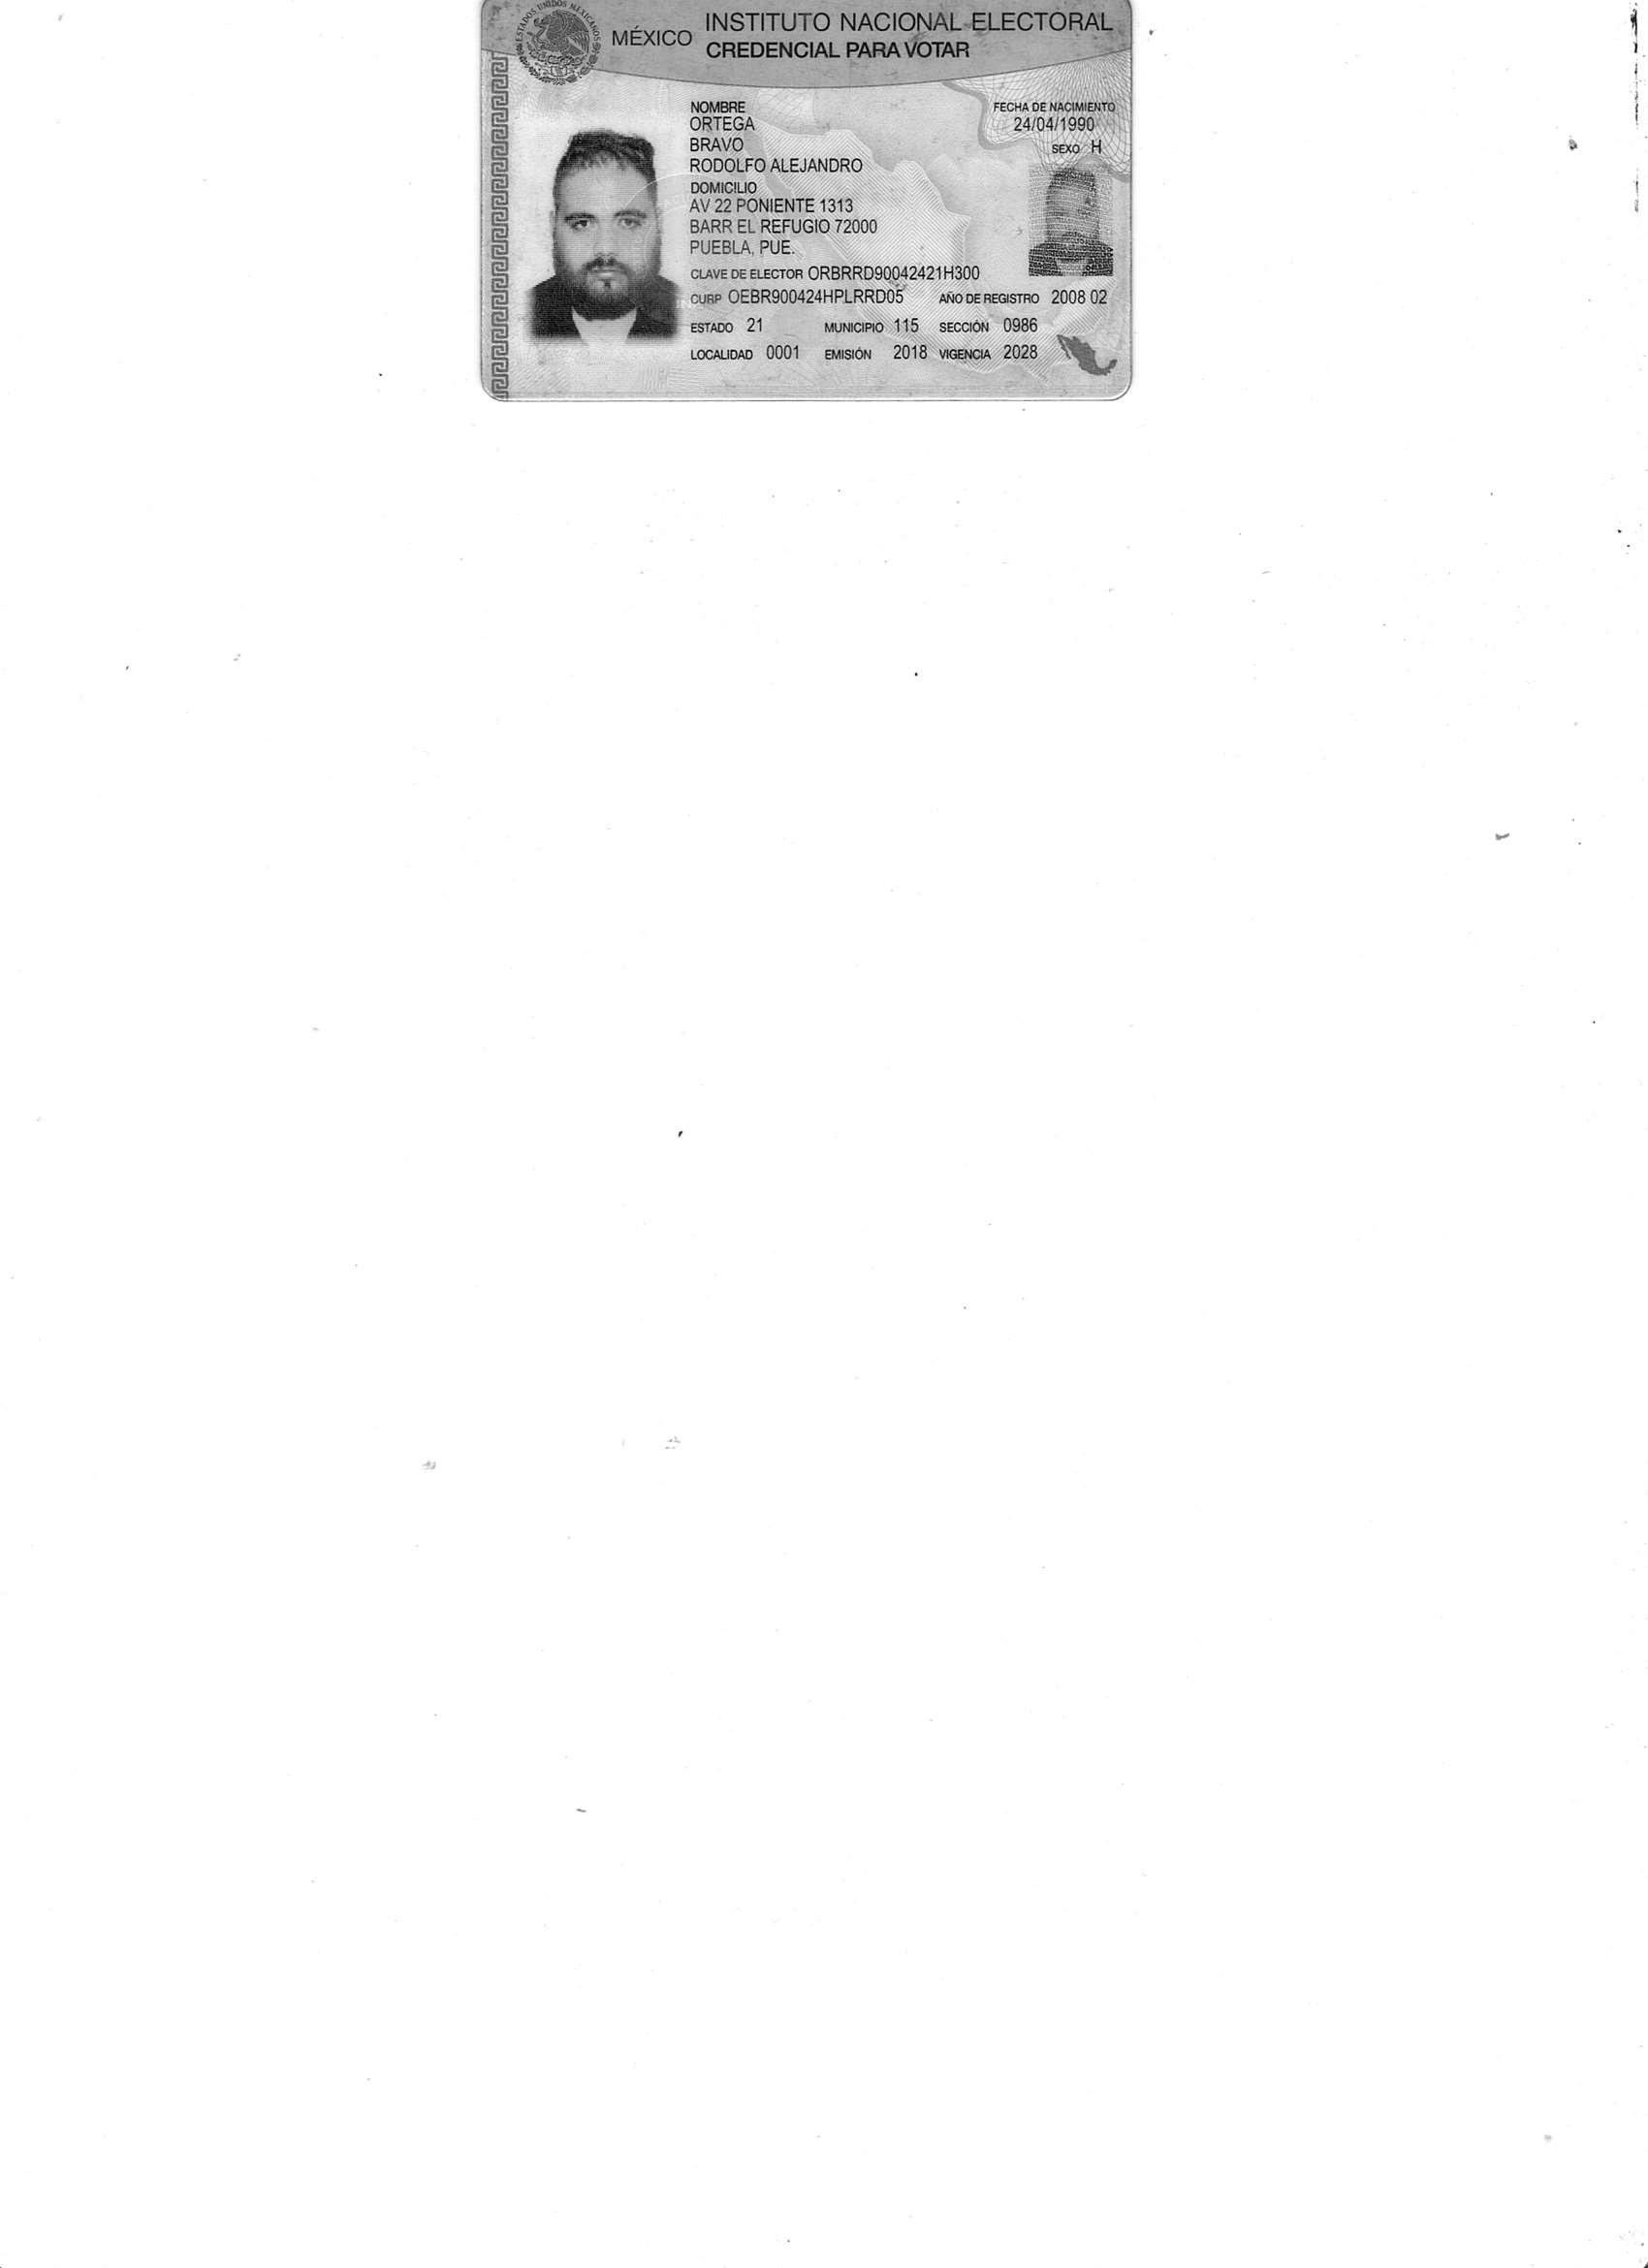 ESTADOS UNIDOS MEXICANOS
MÉXICO INSTITUTO NACIONAL ELECTORAL
CREDENCIAL PARA VOTAR
NOMBRE
ORTEGA
BRAVO
RODOLFO ALEJANDRO
FECHA DE NACIMIENTO
24/04/1990
SEXO H
DOMICILIO
AV 22 PONIENTE 1313
BARR EL REFUGIO 72000
PUEBLA, PUE.
CLAVE DE ELECTOR ORBRRD90042421H300
CURP OEBR900424HPLRRD05 AÑO DE REGISTRO 2008 02
ESTADO 21 MUNICIPIO 115 SECCIÓN 0986
LOCALIDAD 0001 EMISIÓN 2018 VIGENCIA 2028